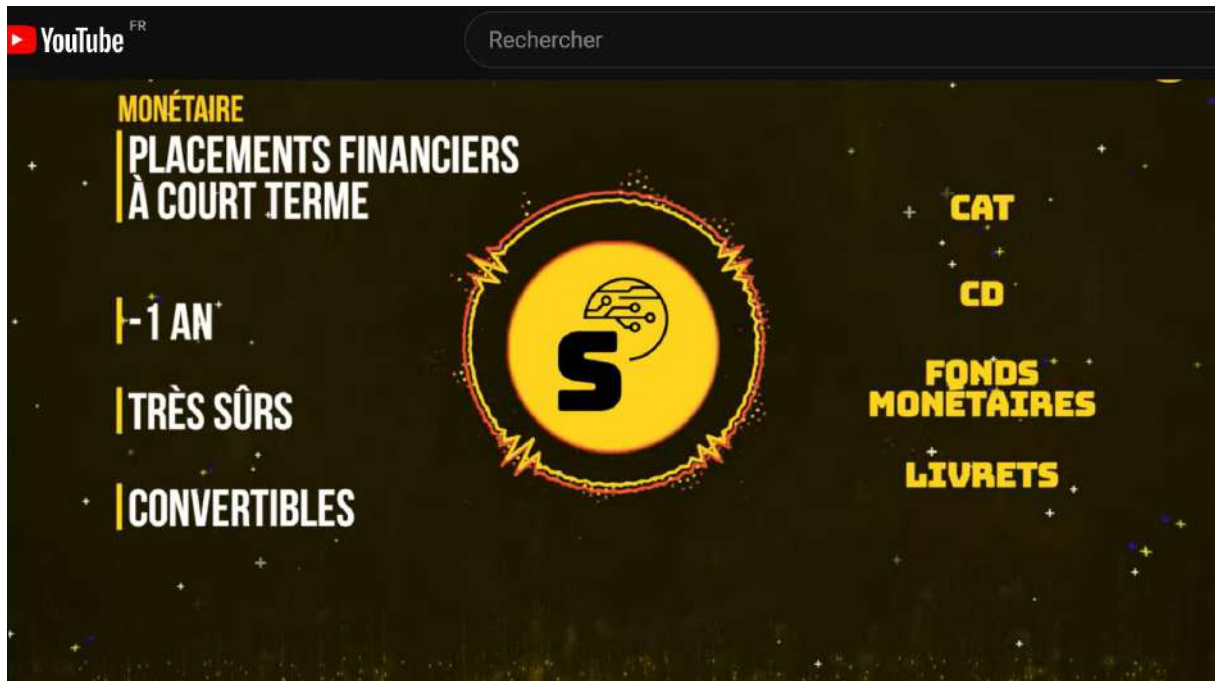 YouTube FR
Rechercher
MONÉTAIRE
PLACEMENTS FINANCIERS
À COURT TERME
-1 AN
TRÈS SÛRS
CONVERTIBLES
S
CAT
CD
FONDS
MONÉTAIRES
LIVRETS